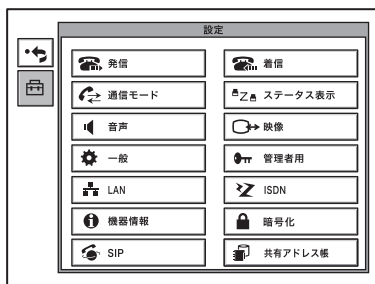 設定
発信
着信
通信モード
ステータス表示
音声
映像
一般
管理者用
LAN
ISDN
機器情報
暗号化
SIP
共有アドレス帳